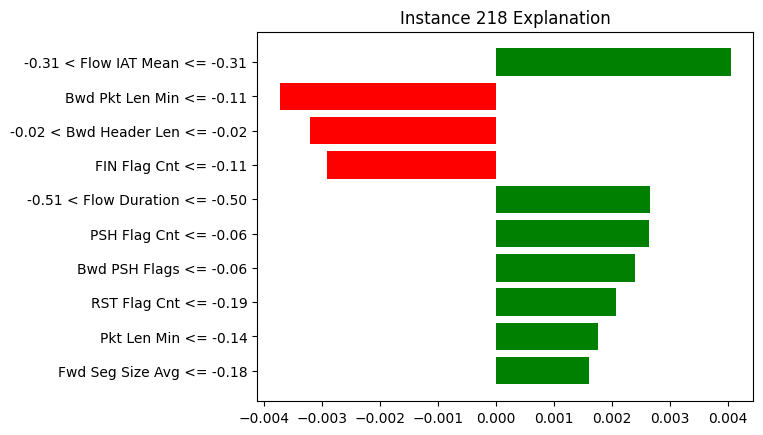 Instance 218 Explanation
-0.31 < Flow IAT Mean <= -0.31
Bwd Pkt Len Min <= -0.11
-0.02 < Bwd Header Len <= -0.02
FIN Flag Cnt <= -0.11
-0.51 < Flow Duration <= -0.50
PSH Flag Cnt <= -0.06
Bwd PSH Flags <= -0.06
RST Flag Cnt <= -0.19
Pkt Len Min <= -0.14
Fwd Seg Size Avg <= -0.18
−0.004 −0.003 −0.002 −0.001 0.000 0.001 0.002 0.003 0.004